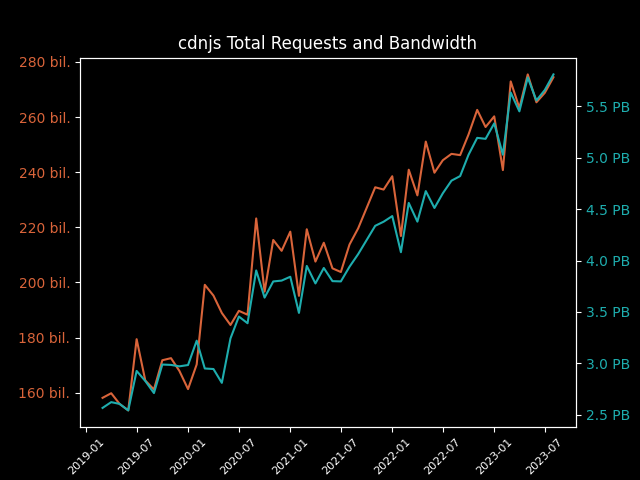 cdnjs Total Requests and Bandwidth
280 bil.
260 bil.
240 bil.
220 bil.
200 bil.
180 bil.
160 bil.
5.5 PB
5.0 PB
4.5 PB
4.0 PB
3.5 PB
3.0 PB
2.5 PB
2019-01
2019-07
2020-01
2020-07
2021-01
2021-07
2022-01
2022-07
2023-01
2023-07